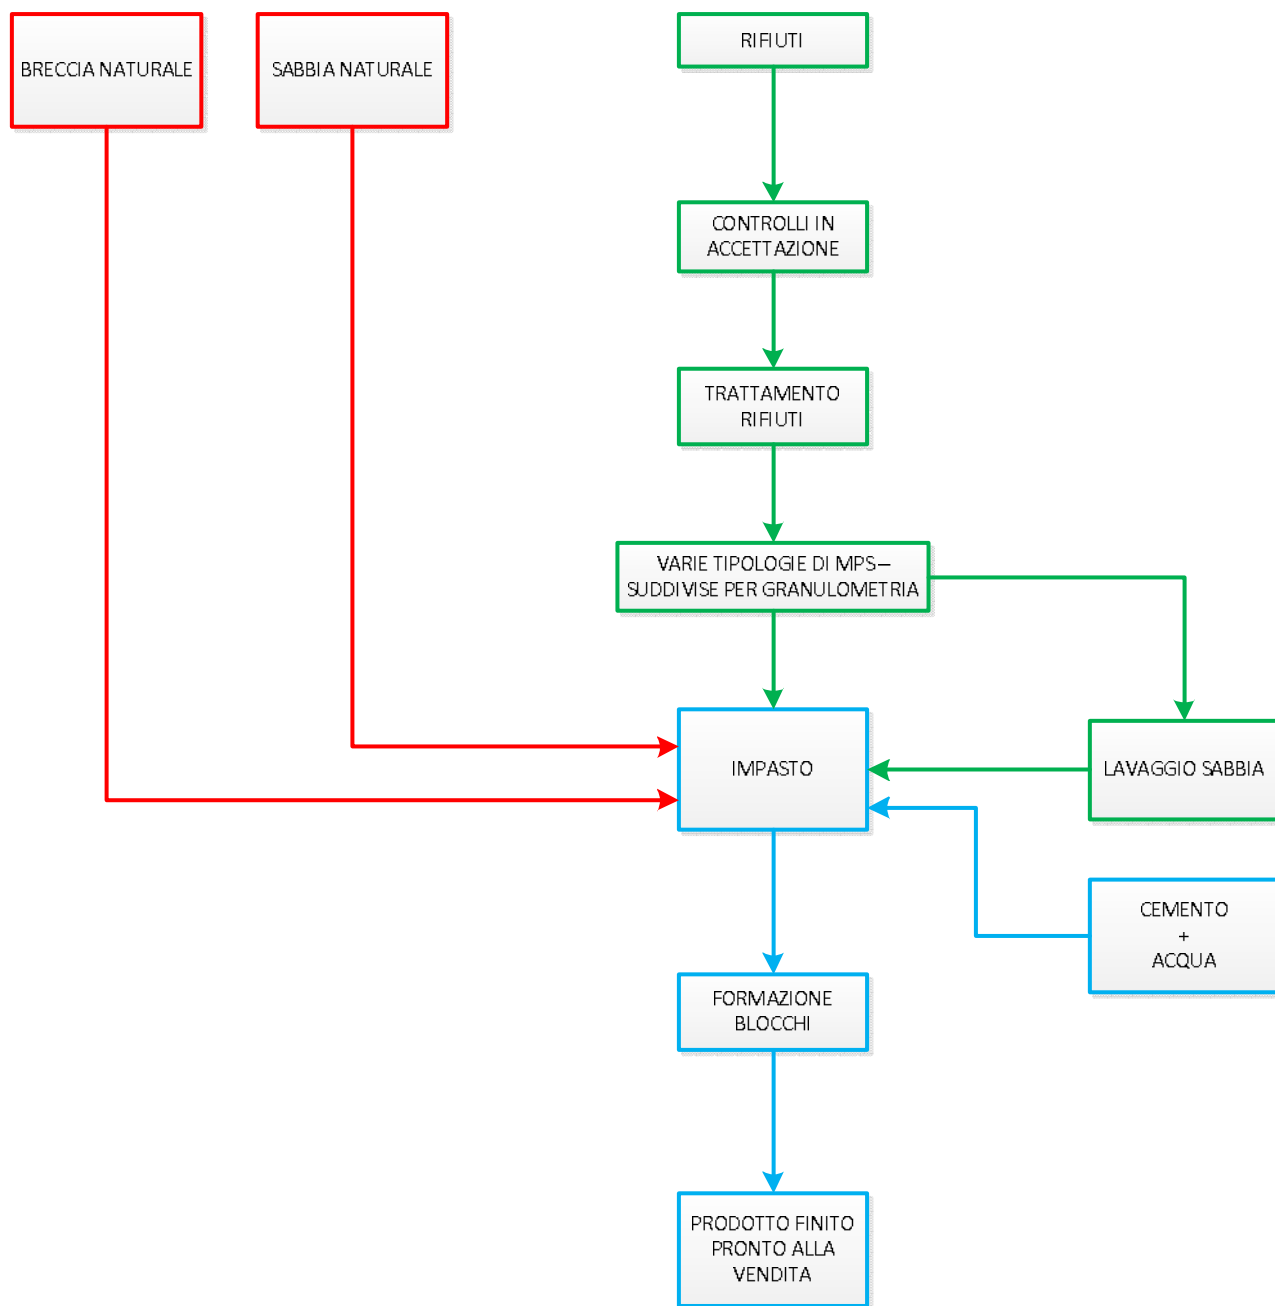 BRECCIA NATURALE
SABBIA NATURALE
RIFIUTI
CONTROLLI IN
ACCETTAZIONE
TRATTAMENTO
RIFIUTI
VARIE TIPOLOGIE DI MPS–
SUDDIVISE PER GRANULOMETRIA
IMPASTO
LAVAGGIO SABBIA
CEMENTO
+
ACQUA
FORMAZIONE
BLOCCHI
PRODOTTO FINITO
PRONTO ALLA
VENDITA